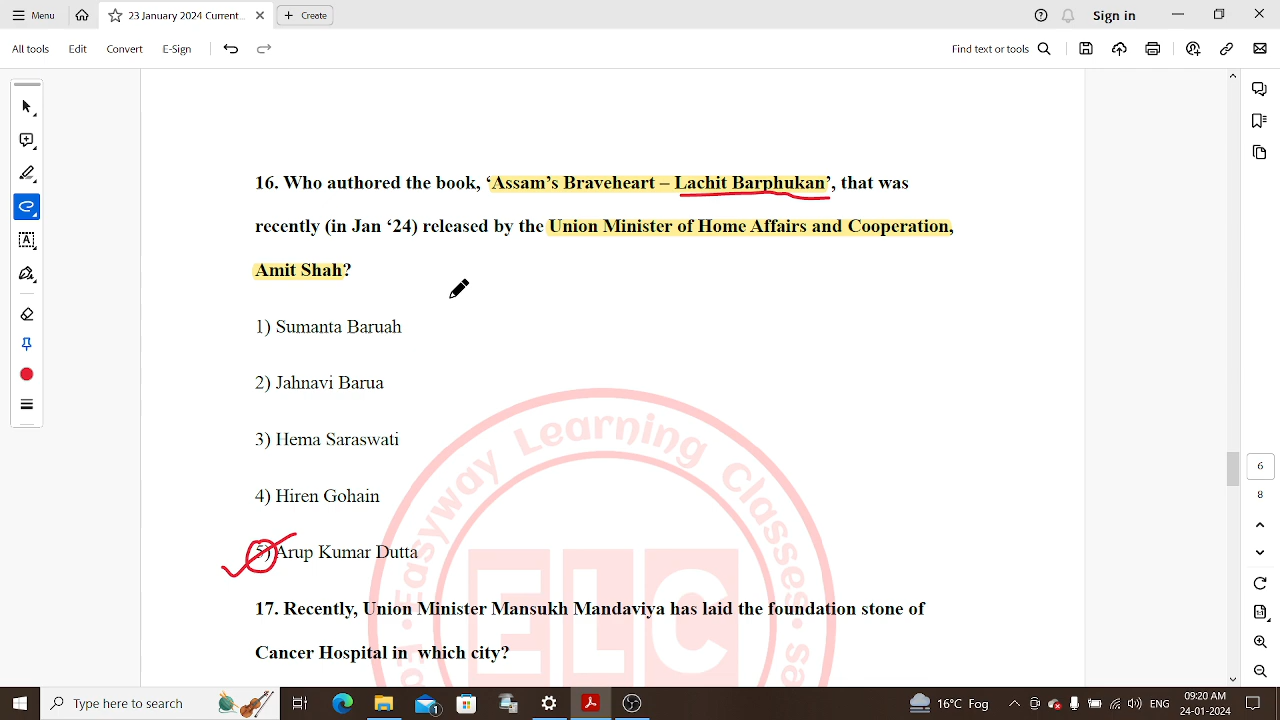 Menu
23 January 2024 Current...
Create
Sign in
All tools
Edit
Convert
E-Sign
Find text or tools
16. Who authored the book, ‘Assam’s Braveheart – Lachit Barphukan’, that was
recently (in Jan ‘24) released by the Union Minister of Home Affairs and Cooperation,
Amit Shah?
1) Sumanta Baruah
2) Jahnavi Barua
3) Hema Saraswati
4) Hiren Gohain
5) Arup Kumar Dutta
17. Recently, Union Minister Mansukh Mandaviya has laid the foundation stone of
Cancer Hospital in which city?
•Easyway Learning Classes•
ELC
6
8
Type here to search
1
16°C Fog
ENG
09:20 AM
24-01-2024